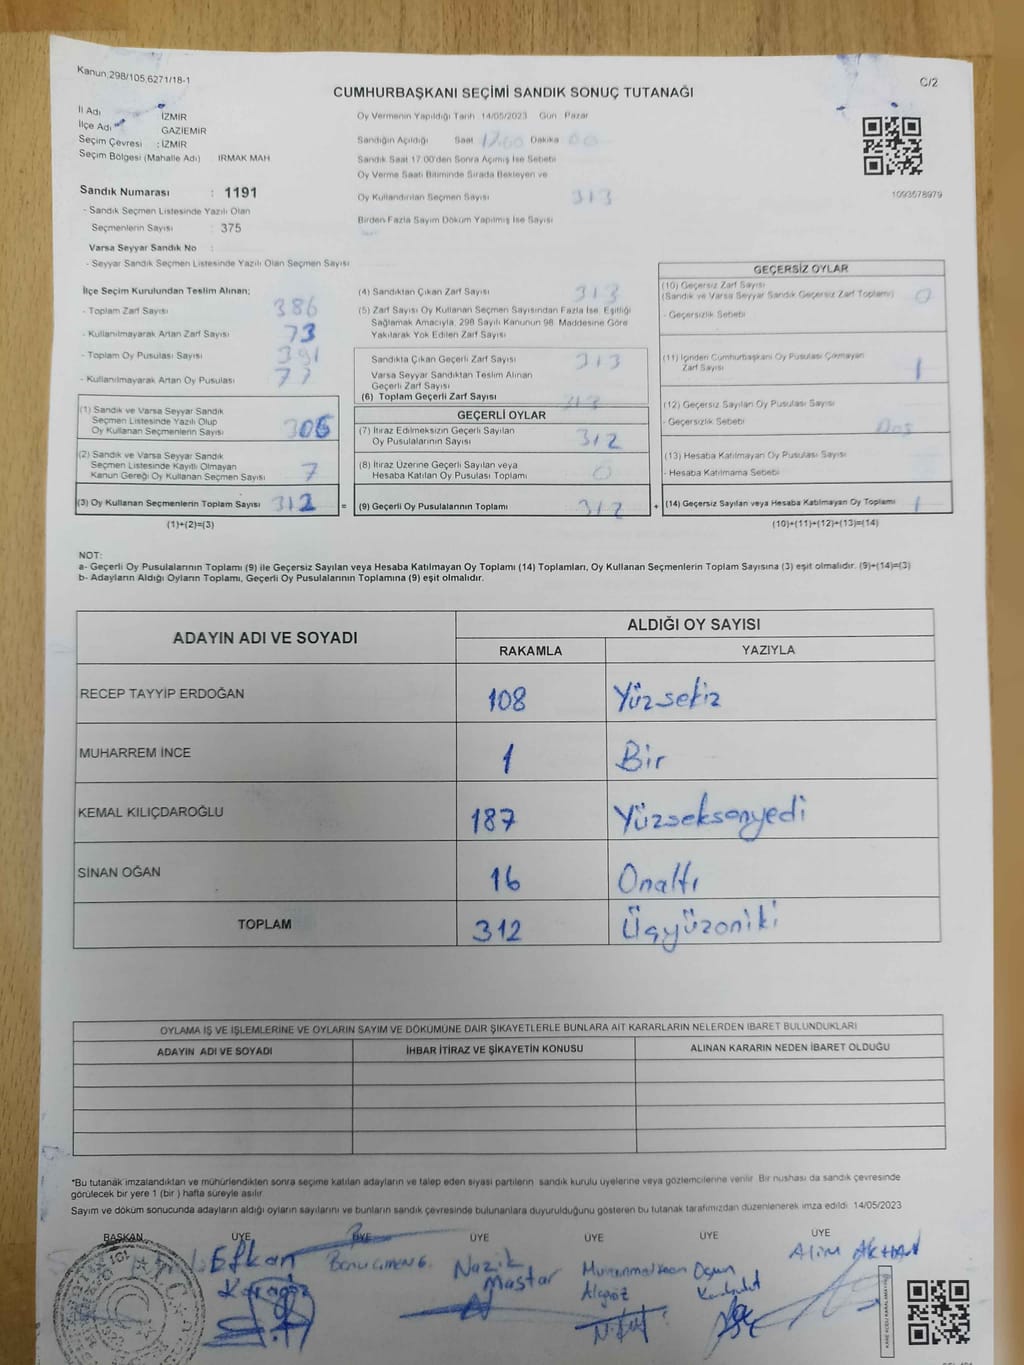 Kanun,298/105,6271/18-1
C/2
CUMHURBAŞKANI SEÇİMİ SANDIK SONUÇ TUTANAĞI
İl Adı : İZMİR
İlçe Adı : GAZİEMİR
Seçim Çevresi : İZMİR
Seçim Bölgesi (Mahalle Adı) IRMAK MAH
Sandık Numarası : 1191
- Sandık Seçmen Listesinde Yazılı Olan
Seçmenlerin Sayısı : 375
Varsa Seyyar Sandık No :
- Seyyar Sandık Seçmen Listesinde Yazılı Olan Seçmen Sayısı
Oy Vermenin Yapıldığı Tarih 14/05/2023 Gün Pazar
Sandığın Açıldığı Saat 17.00 Dakika 00
Sandık Saat 17.00'den Sonra Açılmış İse Sebebi
Oy Verme Saati Bitiminde Sırada Bekleyen ve
Oy Kullandırılan Seçmen Sayısı 313
Birden Fazla Sayım Döküm Yapılmış İse Sayısı
1093578979
İlçe Seçim Kurulundan Teslim Alınan;
- Toplam Zarf Sayısı 386
- Kullanılmayarak Artan Zarf Sayısı 73
- Toplam Oy Pusulası Sayısı 391
- Kullanılmayarak Artan Oy Pusulası 77
(1) Sandık ve Varsa Seyyar Sandık
Seçmen Listesinde Yazılı Olup
Oy Kullanan Seçmenlerin Sayısı 306
(2) Sandık ve Varsa Seyyar Sandık
Seçmen Listesinde Kayıtlı Olmayan
Kanun Gereği Oy Kullanan Seçmen Sayısı 7
(3) Oy Kullanan Seçmenlerin Toplam Sayısı 312 =
(1)+(2)=(3)
(4) Sandıktan Çıkan Zarf Sayısı 313
(5) Zarf Sayısı Oy Kullanan Seçmen Sayısından Fazla İse, Eşitliği
Sağlamak Amacıyla, 298 Sayılı Kanunun 98. Maddesine Göre
Yakılarak Yok Edilen Zarf Sayısı
Sandıkta Çıkan Geçerli Zarf Sayısı 313
Varsa Seyyar Sandıktan Teslim Alınan
Geçerli Zarf Sayısı
(6) Toplam Geçerli Zarf Sayısı 313
GEÇERLİ OYLAR
(7) İtiraz Edilmeksizin Geçerli Sayılan
Oy Pusulalarının Sayısı 312
(8) İtiraz Üzerine Geçerli Sayılan veya
Hesaba Katılan Oy Pusulası Toplamı 0
(9) Geçerli Oy Pusulalarının Toplamı 312 +
GEÇERSİZ OYLAR
(10) Geçersiz Zarf Sayısı
(Sandık ve Varsa Seyyar Sandık Geçersiz Zarf Toplamı) 0
- Geçersizlik Sebebi
(11) İçinden Cumhurbaşkanı Oy Pusulası Çıkmayan
Zarf Sayısı 1
(12) Geçersiz Sayılan Oy Pusulası Sayısı
- Geçersizlik Sebebi
(13) Hesaba Katılmayan Oy Pusulası Sayısı
- Hesaba Katılmama Sebebi
(14) Geçersiz Sayılan veya Hesaba Katılmayan Oy Toplamı 1
(10)+(11)+(12)+(13)=(14)
NOT:
a- Geçerli Oy Pusulalarının Toplamı (9) ile Geçersiz Sayılan veya Hesaba Katılmayan Oy Toplamı (14) Toplamları, Oy Kullanan Seçmenlerin Toplam Sayısına (3) eşit olmalıdır. (9)+(14)=(3)
b- Adayların Aldığı Oyların Toplamı, Geçerli Oy Pusulalarının Toplamına (9) eşit olmalıdır.
ADAYIN ADI VE SOYADI
ALDIĞI OY SAYISI
RAKAMLA YAZIYLA
RECEP TAYYİP ERDOĞAN 108 Yüzsekiz
MUHARREM İNCE 1 Bir
KEMAL KILIÇDAROĞLU 187 Yüzseksenyedi
SİNAN OĞAN 16 Onaltı
TOPLAM 312 Üçyüzoniki
OYLAMA İŞ VE İŞLEMLERİNE VE OYLARIN SAYIM VE DÖKÜMÜNE DAİR ŞİKAYETLERLE BUNLARA AİT KARARLARIN NELERDEN İBARET BULUNDUKLARI
ADAYIN ADI VE SOYADI İHBAR İTİRAZ VE ŞİKAYETİN KONUSU ALINAN KARARIN NEDEN İBARET OLDUĞU
*Bu tutanak imzalandıktan ve mühürlendikten sonra seçime katılan adayların ve talep eden siyasi partilerin sandık kurulu üyelerine veya gözlemcilerine verilir. Bir nüshası da sandık çevresinde
görülecek bir yere 1 (bir ) hafta süreyle asılır.
Sayım ve döküm sonucunda adayların aldığı oyların sayılarını ve bunların sandık çevresinde bulunanlara duyurulduğunu gösteren bu tutanak tarafımızdan düzenlenerek imza edildi. 14/05/2023
BAŞKAN ÜYE ÜYE ÜYE ÜYE ÜYE ÜYE
Efkan
Nazik
Mastar
Alim AKHAN